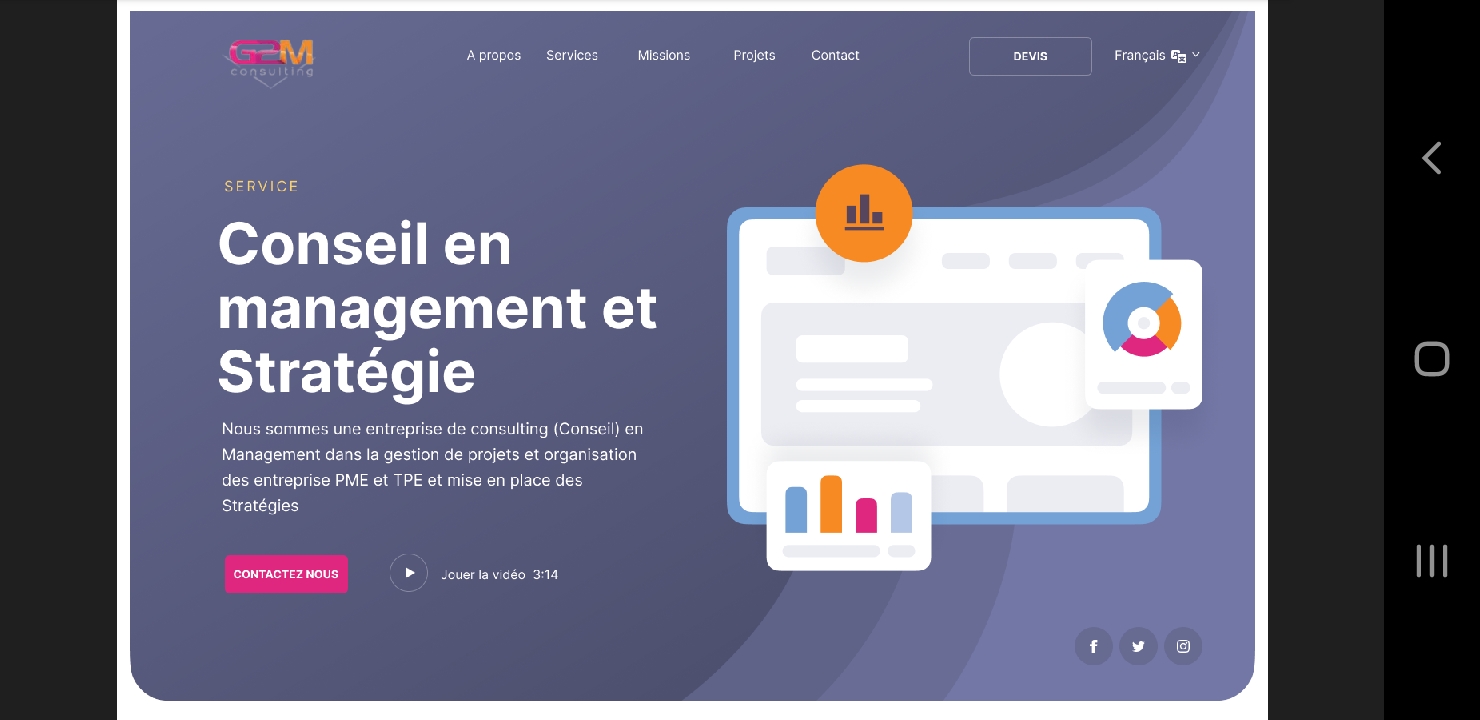 G2M
consulting
A propos Services Missions Projets Contact DEVIS Français
SERVICE
Conseil en
management et
Stratégie
Nous sommes une entreprise de consulting (Conseil) en
Management dans la gestion de projets et organisation
des entreprise PME et TPE et mise en place des
Stratégies
CONTACTEZ NOUS
Jouer la vidéo 3:14